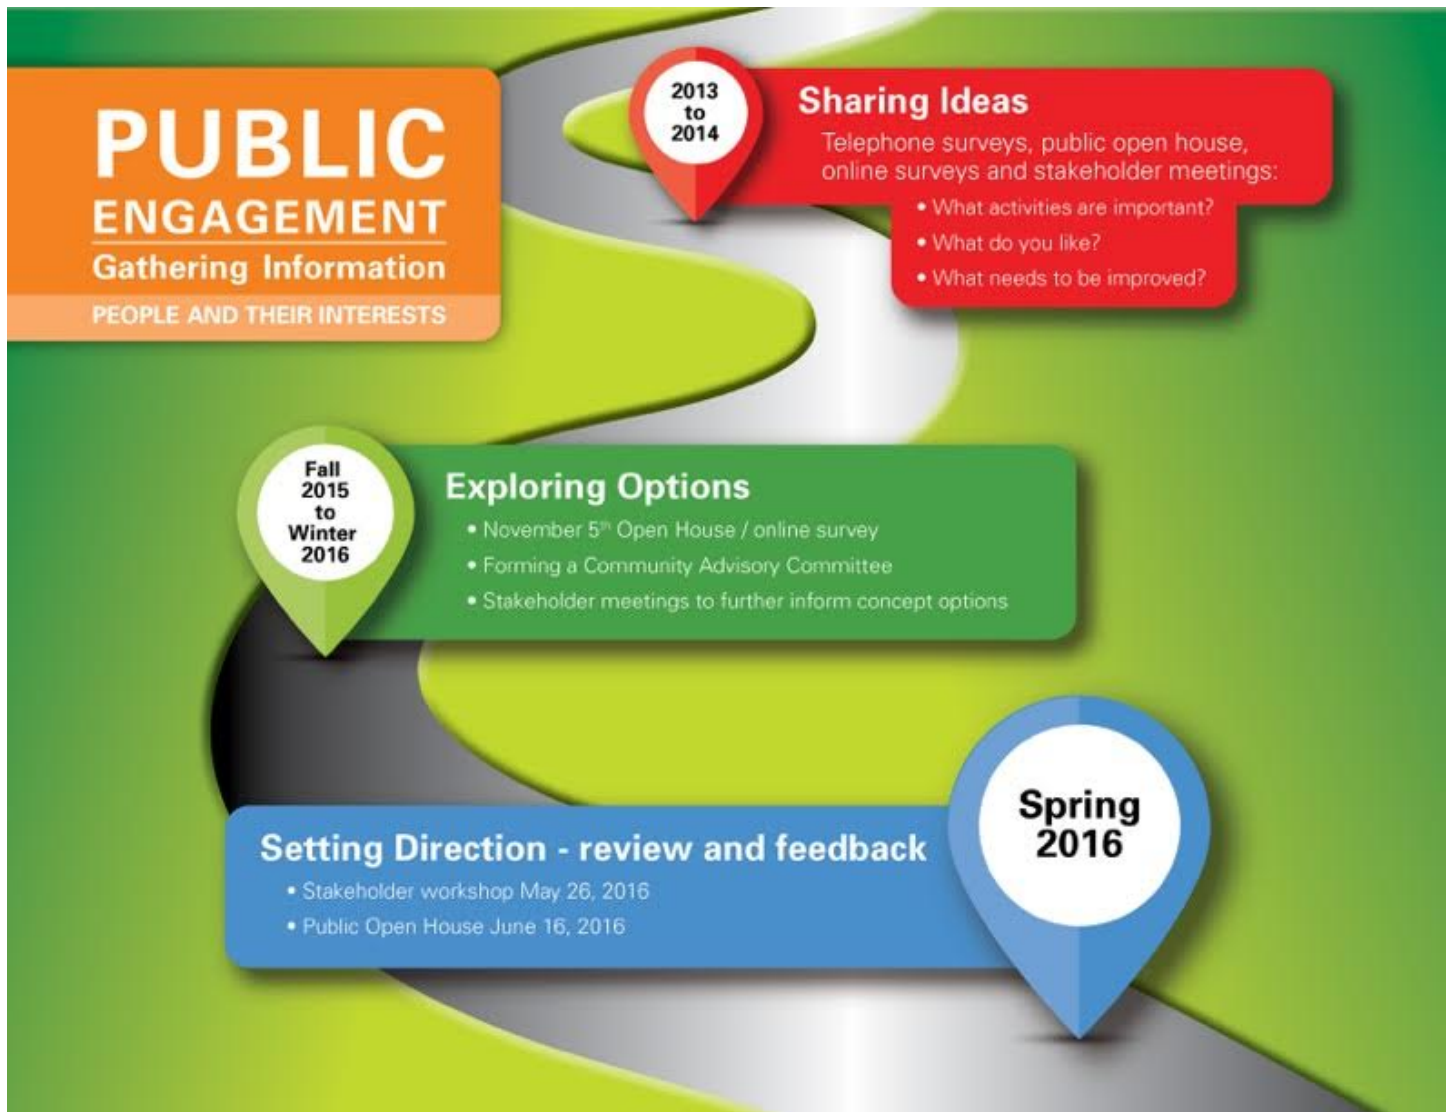 PUBLIC
ENGAGEMENT
Gathering Information
PEOPLE AND THEIR INTERESTS
2013
to
2014
Sharing Ideas
Telephone surveys, public open house,
online surveys and stakeholder meetings:
• What activities are important?
• What do you like?
• What needs to be improved?
Fall
2015
to
Winter
2016
Exploring Options
• November 5th Open House / online survey
• Forming a Community Advisory Committee
• Stakeholder meetings to further inform concept options
Spring
2016
Setting Direction - review and feedback
• Stakeholder workshop May 26, 2016
• Public Open House June 16, 2016